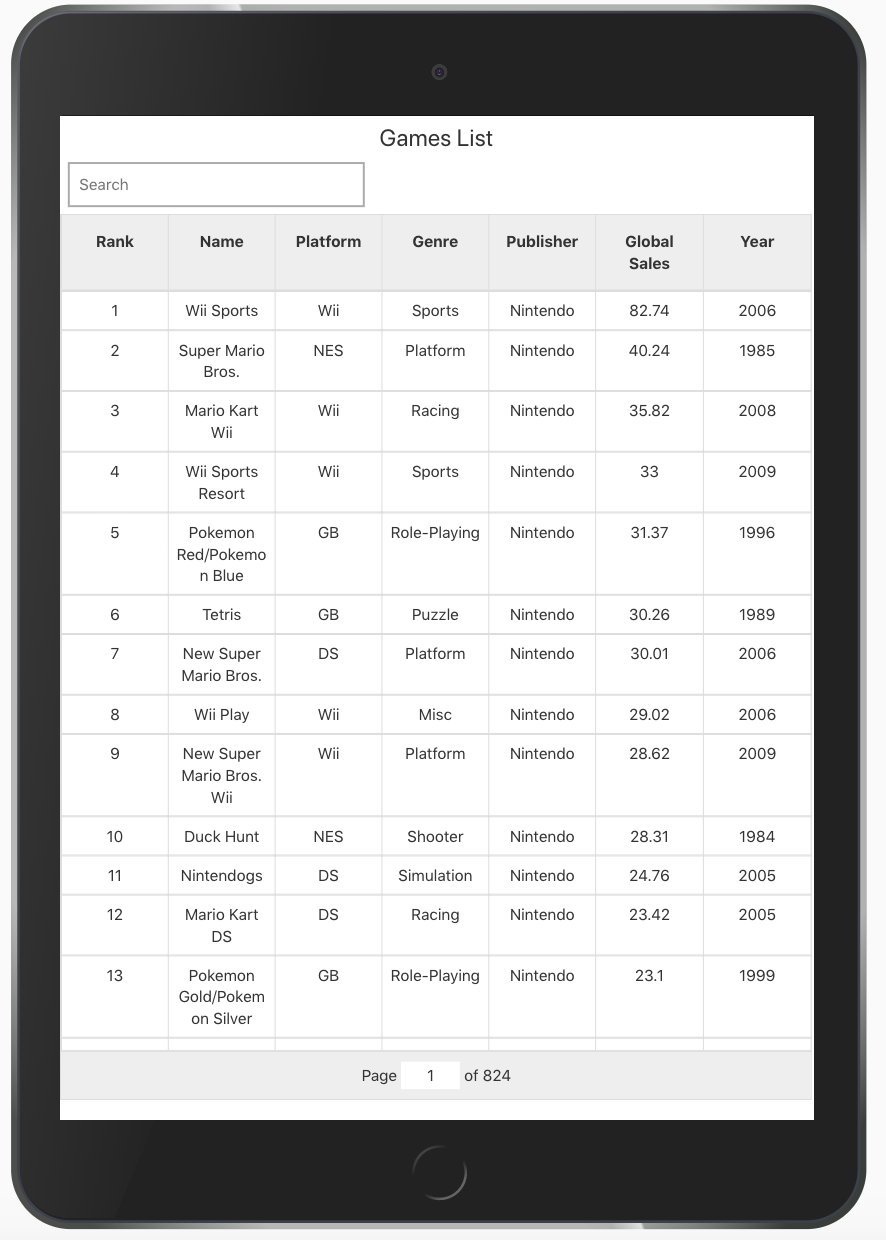 Games List
Search
Rank Name Platform Genre Publisher Global
Sales Year
1 Wii Sports Wii Sports Nintendo 82.74 2006
2 Super Mario
Bros. NES Platform Nintendo 40.24 1985
3 Mario Kart
Wii Wii Racing Nintendo 35.82 2008
4 Wii Sports
Resort Wii Sports Nintendo 33 2009
5 Pokemon
Red/Pokemo
n Blue GB Role-Playing Nintendo 31.37 1996
6 Tetris GB Puzzle Nintendo 30.26 1989
7 New Super
Mario Bros. DS Platform Nintendo 30.01 2006
8 Wii Play Wii Misc Nintendo 29.02 2006
9 New Super
Mario Bros.
Wii Wii Platform Nintendo 28.62 2009
10 Duck Hunt NES Shooter Nintendo 28.31 1984
11 Nintendogs DS Simulation Nintendo 24.76 2005
12 Mario Kart
DS DS Racing Nintendo 23.42 2005
13 Pokemon
Gold/Pokem
on Silver GB Role-Playing Nintendo 23.1 1999
Page 1 of 824